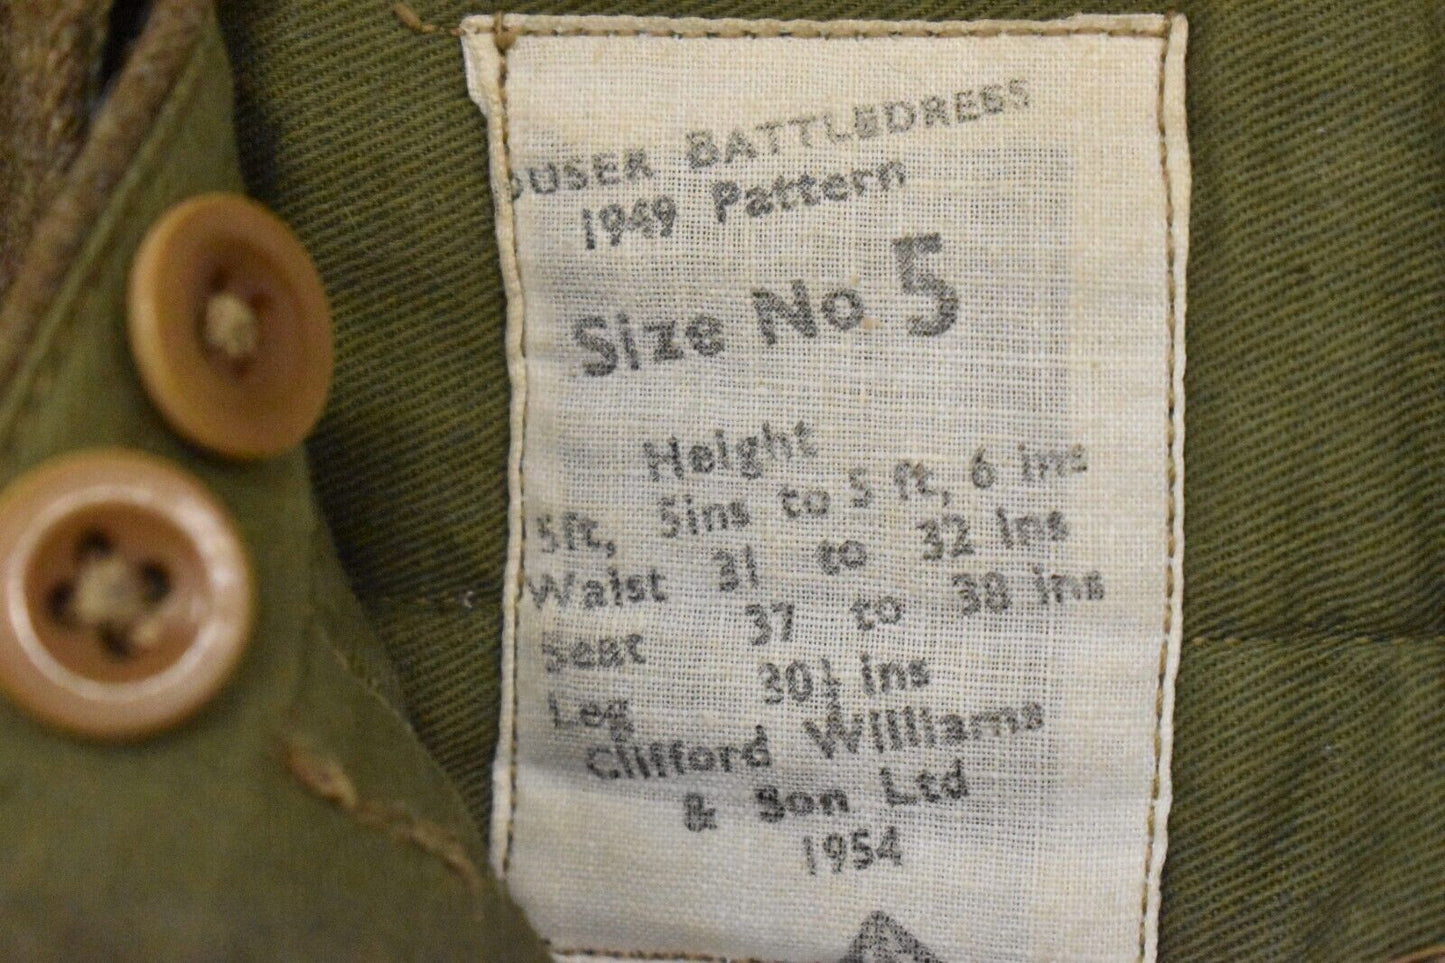 OUSER BATTLEDRESS
1949 Pattern
Size No 5
Height
5ft, 5ins to 5 ft, 6 ins
Waist 31 to 32 ins
Seat 37 to 38 ins
Leg 30½ ins
Clifford Williams
& Son Ltd
1954